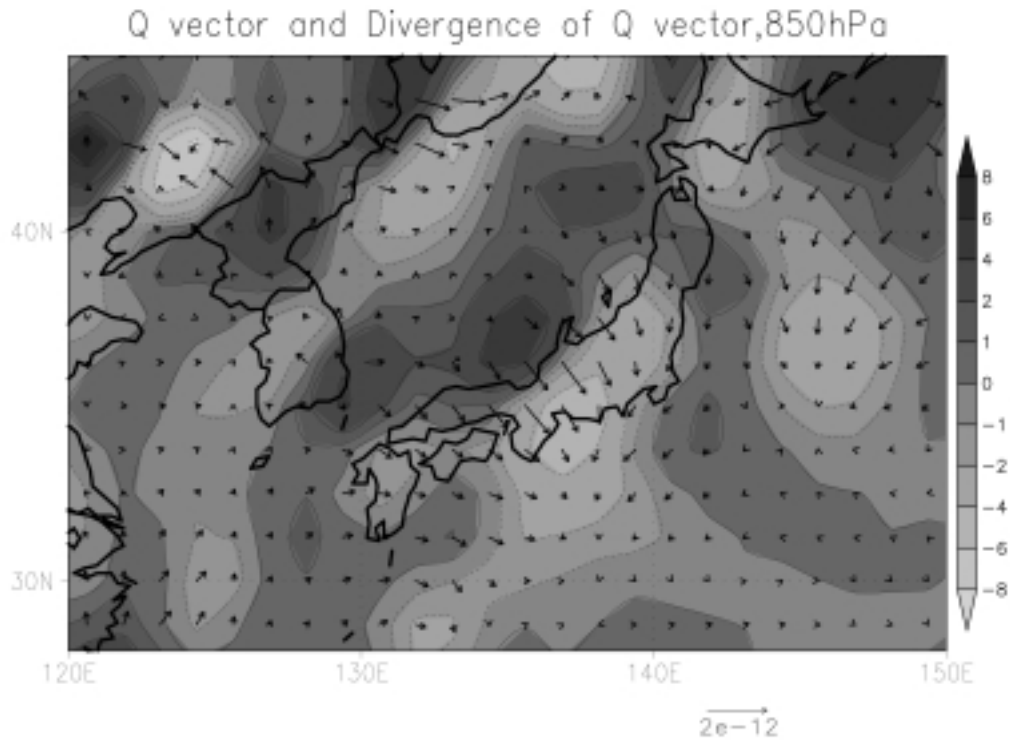 Q vector and Divergence of Q vector,850hPa
40N
30N
120E
130E
140E
150E
8
6
4
2
1
0
-1
-2
-4
-6
-8
2e-12